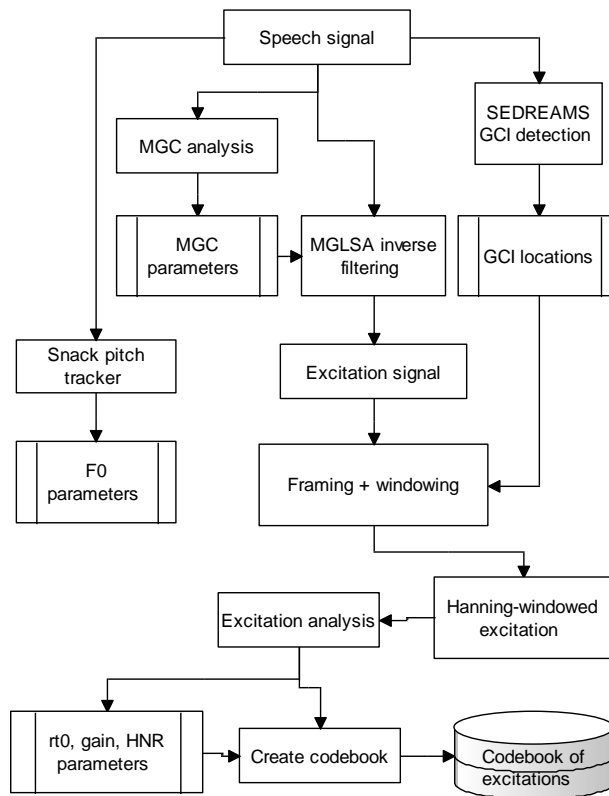 Speech signal
SEDREAMS
GCI detection
MGC analysis
MGC
parameters
MGLSA inverse
filtering
GCI locations
Snack pitch
tracker
Excitation signal
F0
parameters
Framing + windowing
Hanning-windowed
excitation
Excitation analysis
rt0, gain, HNR
parameters
Create codebook
Codebook of
excitations